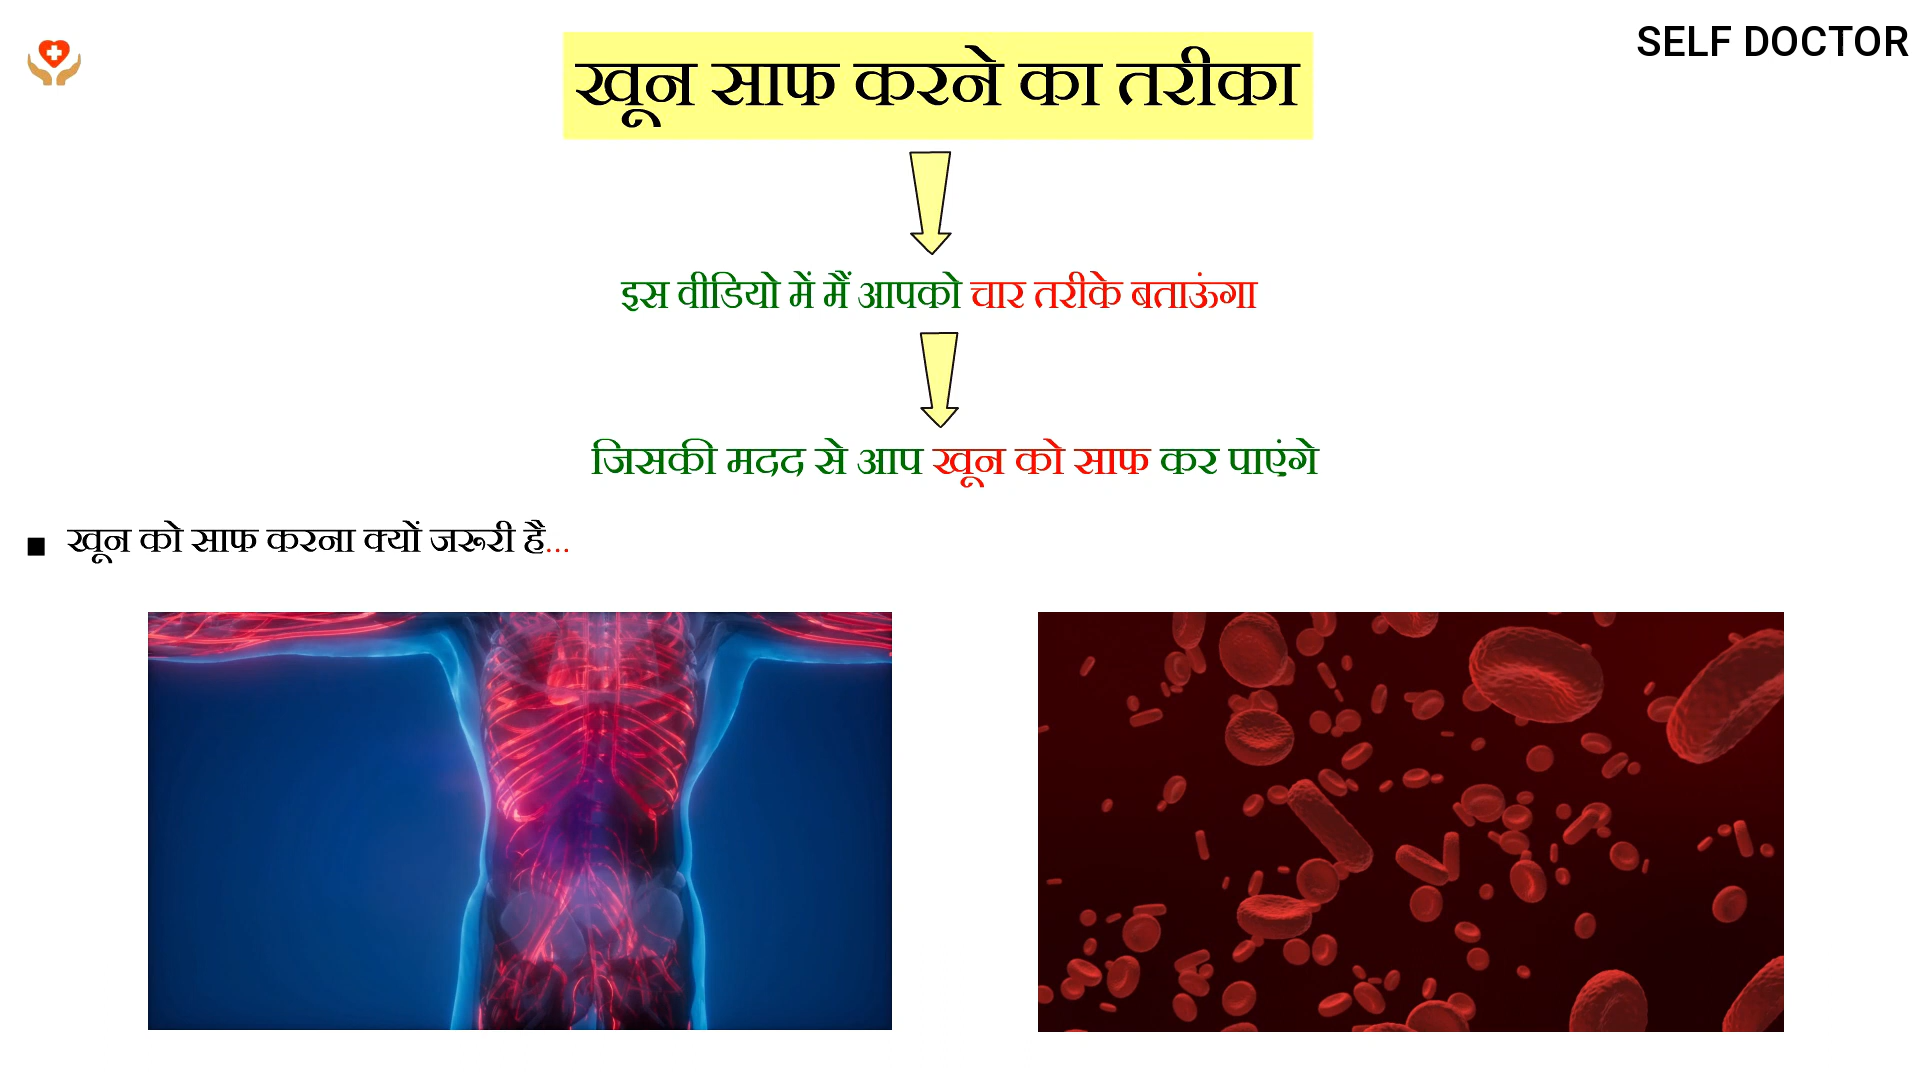 SELF DOCTOR
खून साफ करने का तरीका
इस वीडियो में मैं आपको चार तरीके बताऊंगा
जिसकी मदद से आप खून को साफ कर पाएंगे
▪ खून को साफ करना क्यों जरूरी है...